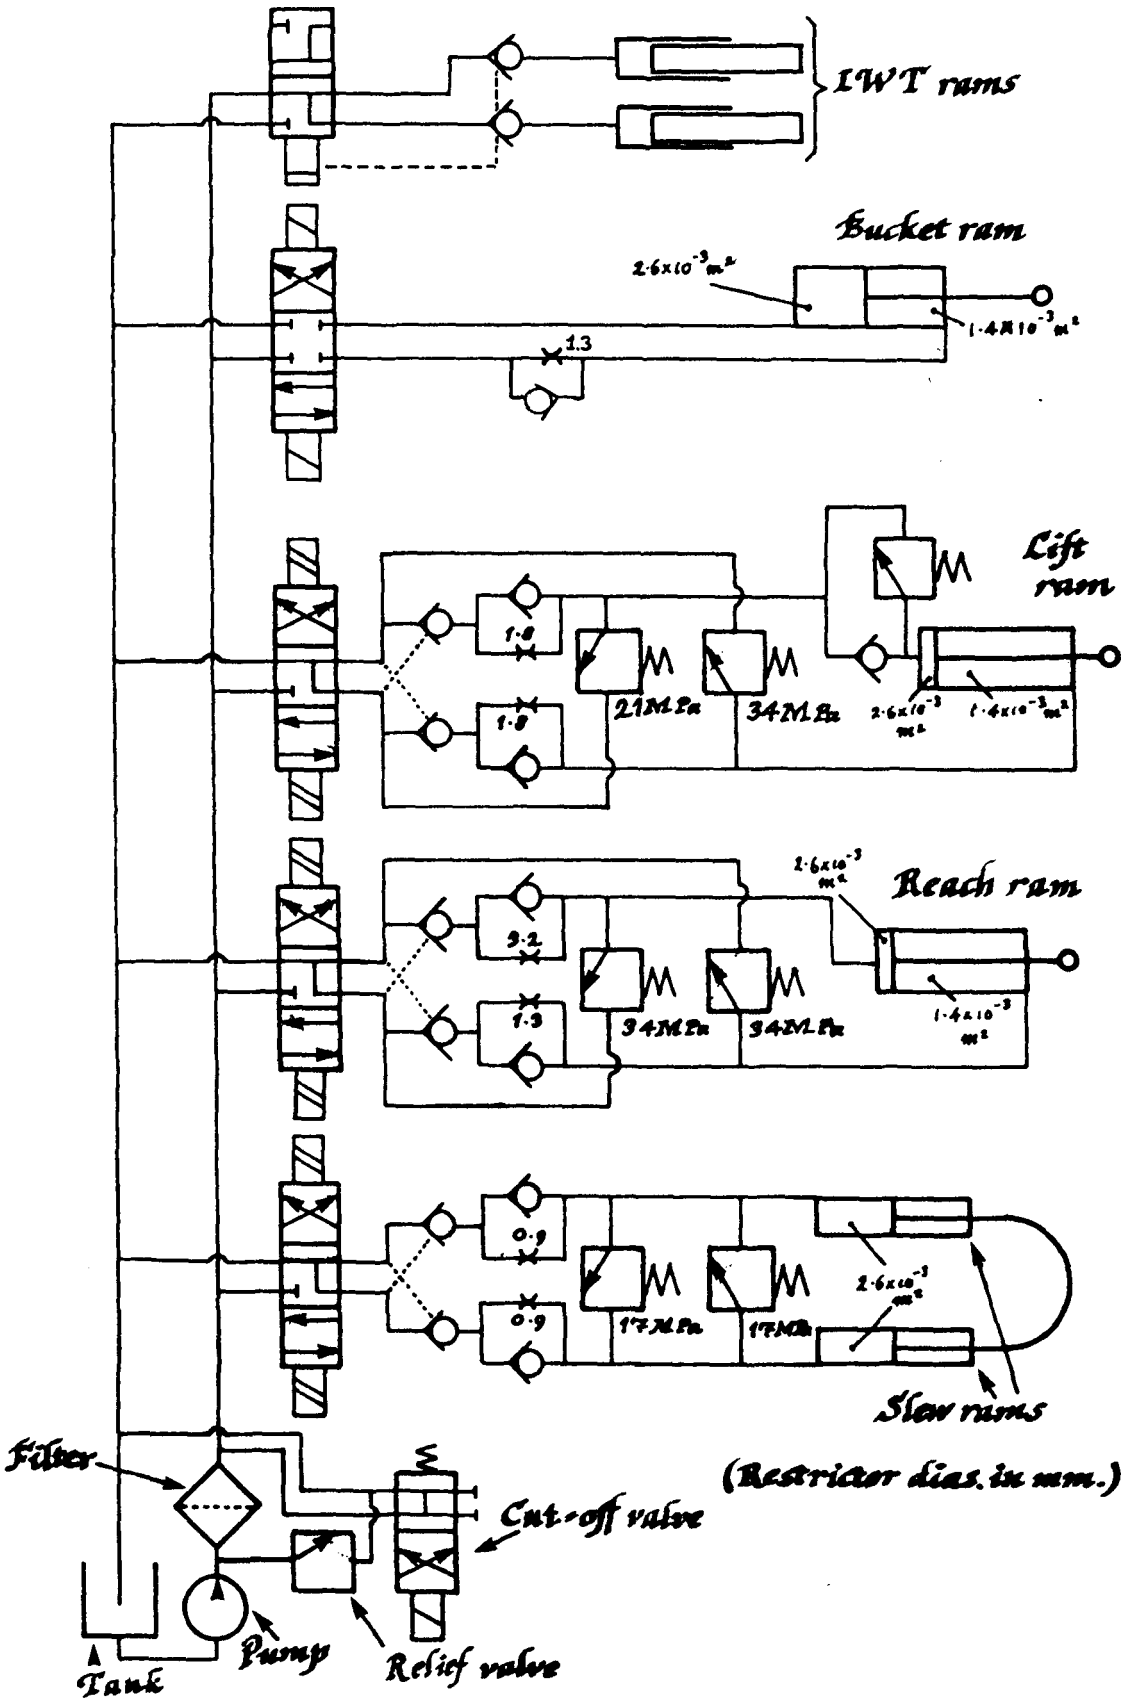 IWT rams
Bucket ram
2.6x10⁻³m²
1.4x10⁻³m²
1.3
Lift
ram
1.8
21MPa
34MPa
2.6x10⁻³
m²
1.4x10⁻³m²
1.8
2.6x10⁻³
m²
Reach ram
3.2
1.3
34MPa
34MPa
1.4x10⁻³
m²
0.9
0.9
17MPa
17MPa
2.6x10⁻³
m²
Slew rams
Filter
(Restrictor dias. in mm.)
Cut-off valve
Pump
Relief valve
Tank